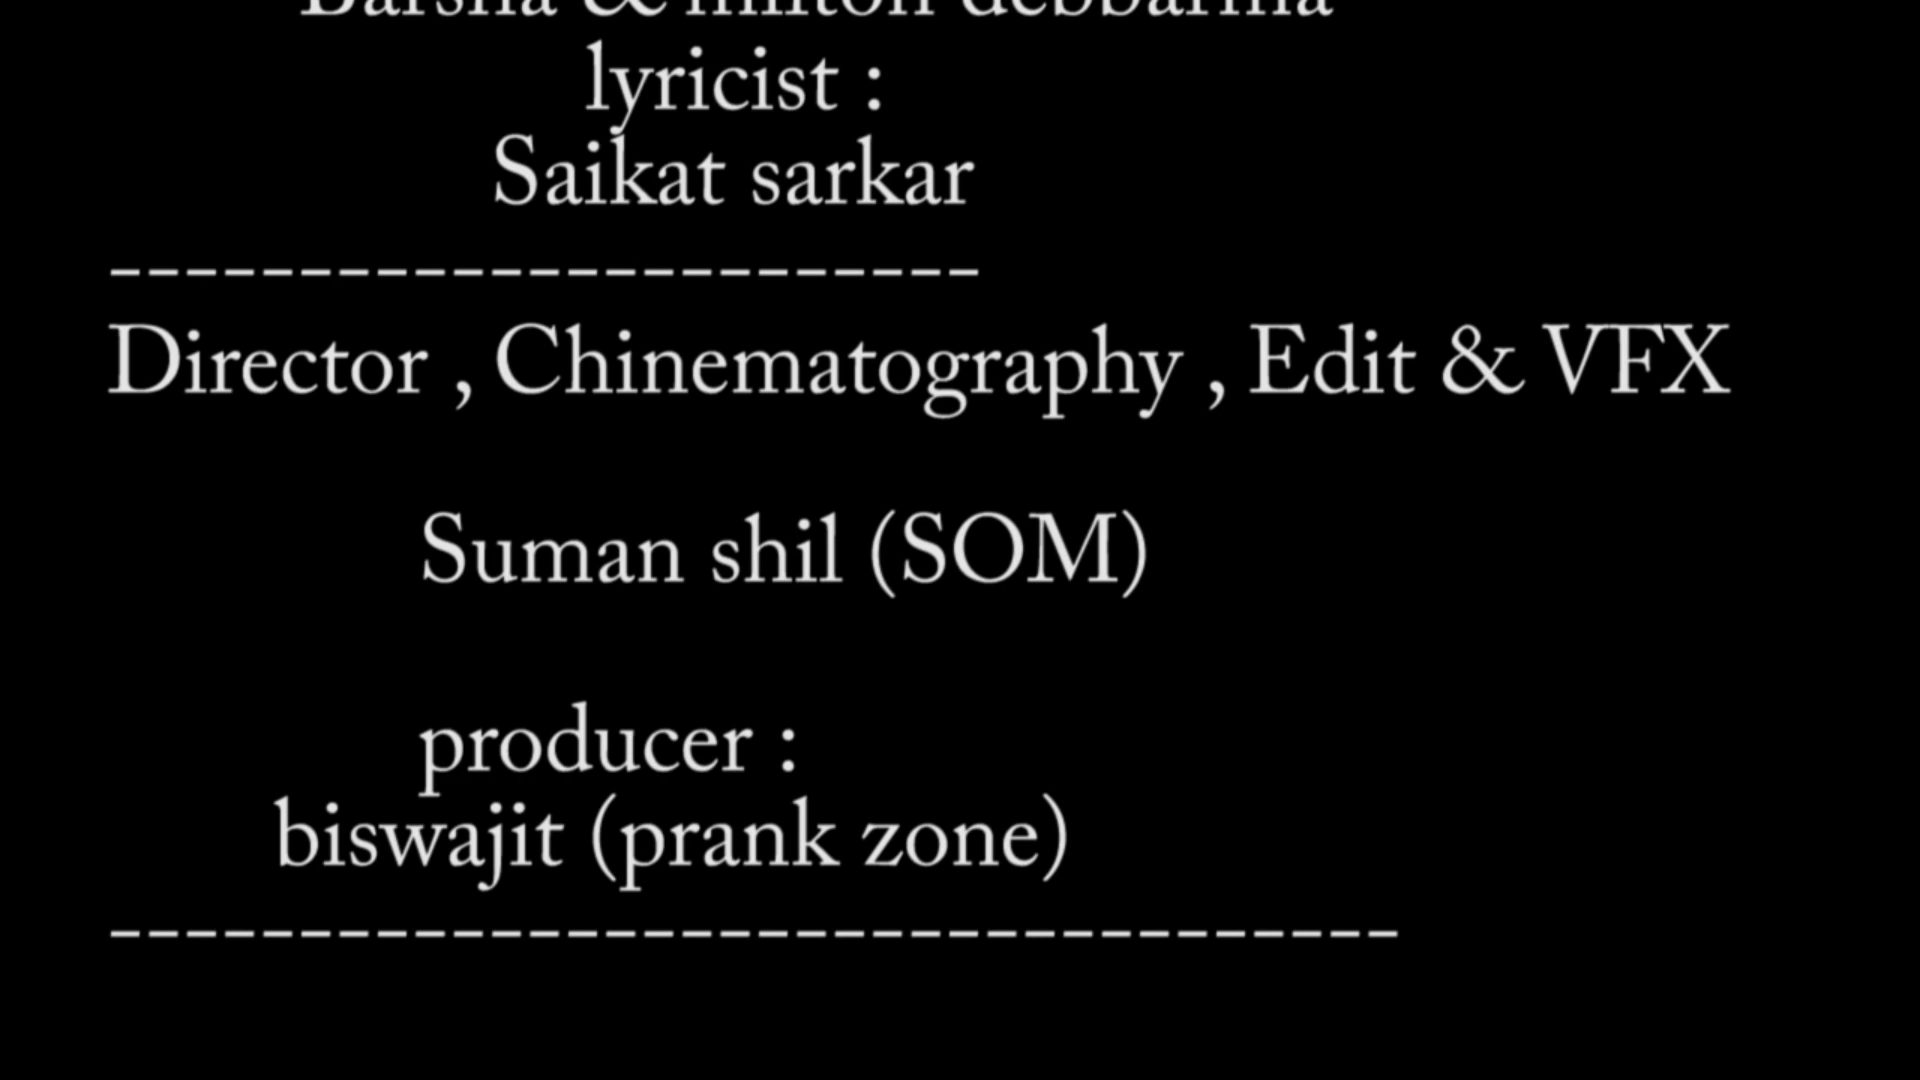 Barsha & milton debbarma
lyricist :
Saikat sarkar
-----------------------
Director , Chinematography , Edit & VFX
Suman shil (SOM)
producer :
biswajit (prank zone)
----------------------------------